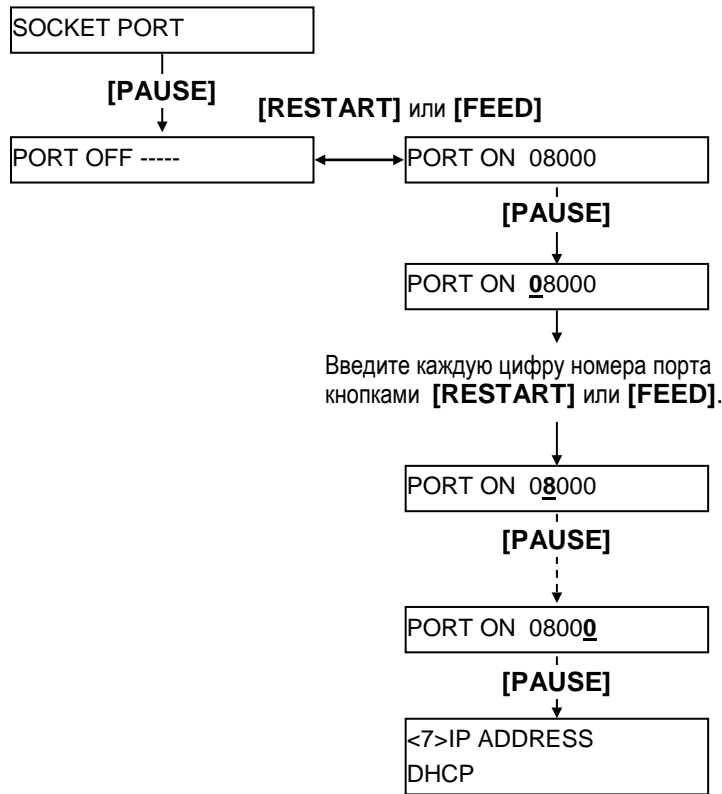 SOCKET PORT
[PAUSE]
[RESTART] или [FEED]
PORT OFF -----
PORT ON 08000
[PAUSE]
PORT ON 08000
Введите каждую цифру номера порта
кнопками [RESTART] или [FEED].
PORT ON 08000
[PAUSE]
PORT ON 08000
[PAUSE]
<7>IP ADDRESS
DHCP